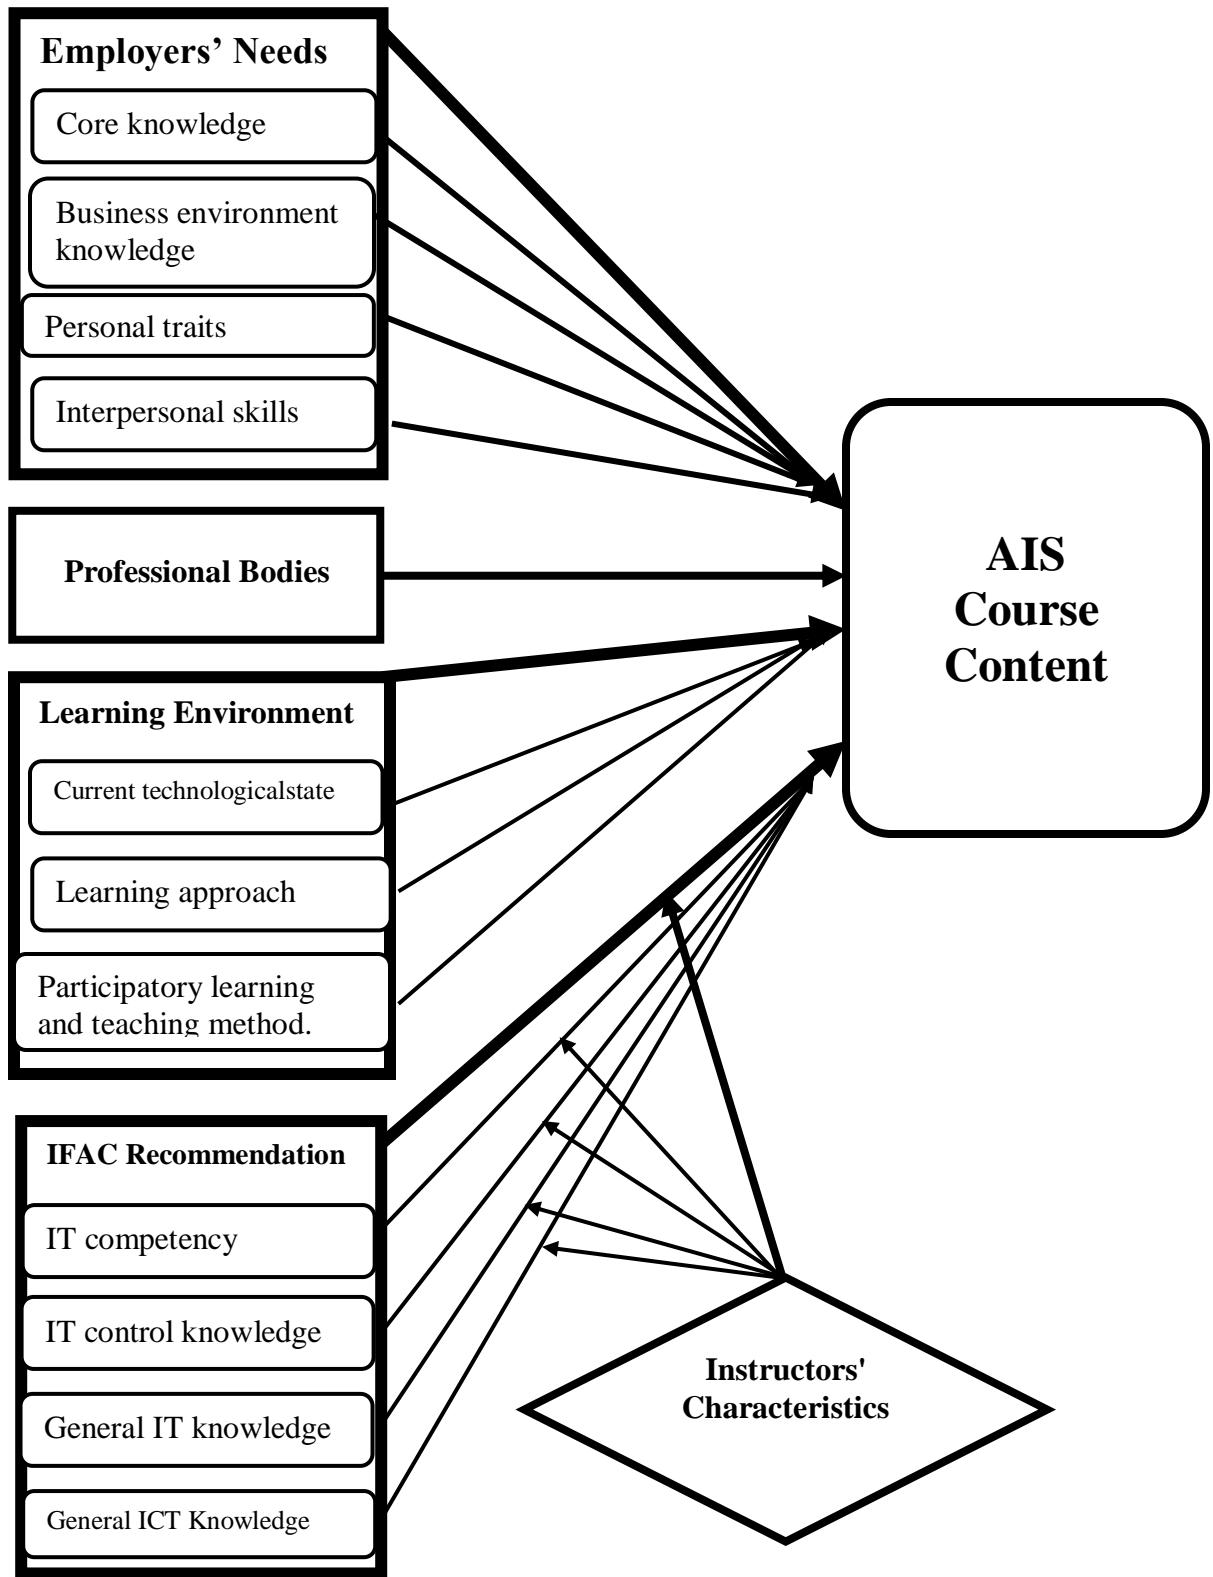 Employers’ Needs
Core knowledge
Business environment
knowledge
Personal traits
Interpersonal skills
Professional Bodies
Learning Environment
Current technologicalstate
Learning approach
Participatory learning
and teaching method.
IFAC Recommendation
IT competency
IT control knowledge
General IT knowledge
General ICT Knowledge
AIS
Course
Content
Instructors'
Characteristics